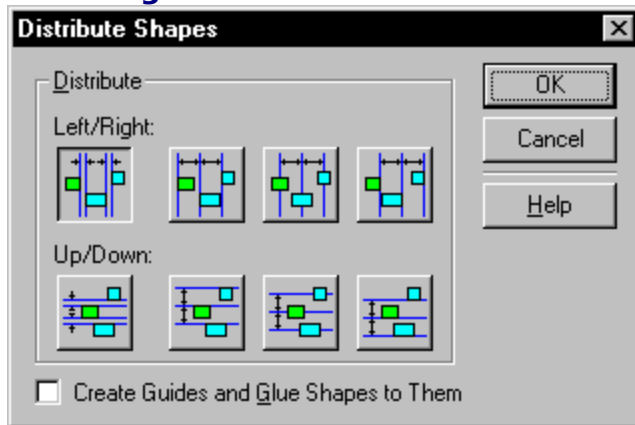 Distribute Shapes
Distribute
OK
Left/Right:
Cancel
Help
Up/Down:
Create Guides and Glue Shapes to Them